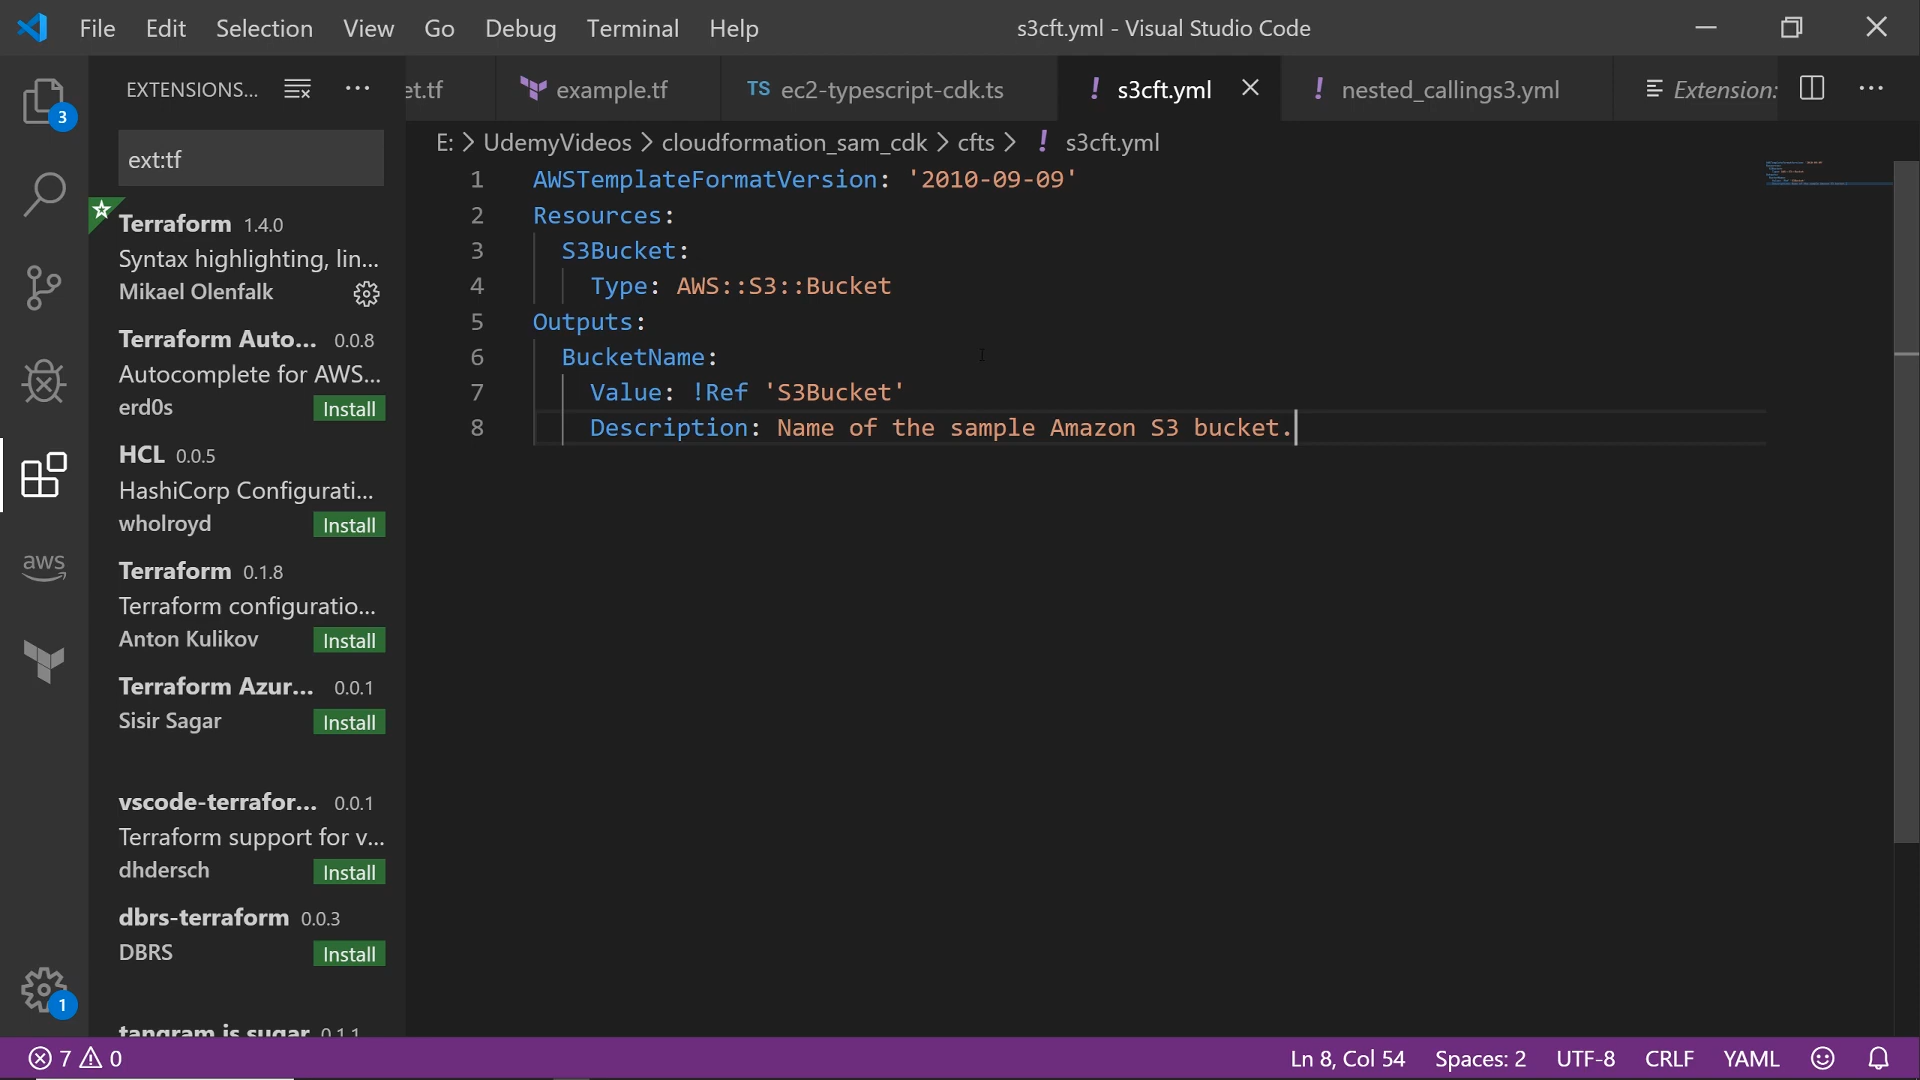 File Edit Selection View Go Debug Terminal Help
s3cft.yml - Visual Studio Code
EXTENSIONS...
et.tf
example.tf
TS ec2-typescript-cdk.ts
! s3cft.yml
! nested_callings3.yml
Extension:
E: > UdemyVideos > cloudformation_sam_cdk > cfts > ! s3cft.yml
3
ext:tf
Terraform 1.4.0
Syntax highlighting, lin...
Mikael Olenfalk
Terraform Auto... 0.0.8
Autocomplete for AWS...
erd0s Install
HCL 0.0.5
HashiCorp Configurati...
wholroyd Install
aws
Terraform 0.1.8
Terraform configuratio...
Anton Kulikov Install
Terraform Azur... 0.0.1
Sisir Sagar Install
vscode-terrafor... 0.0.1
Terraform support for v...
dhdersch Install
dbrs-terraform 0.0.3
DBRS Install
1
tangram js sugar 0.1.1
1 AWSTemplateFormatVersion: '2010-09-09'
2 Resources:
3 S3Bucket:
4 Type: AWS::S3::Bucket
5 Outputs:
6 BucketName:
7 Value: !Ref 'S3Bucket'
8 Description: Name of the sample Amazon S3 bucket.
7 0
Ln 8, Col 54 Spaces: 2 UTF-8 CRLF YAML